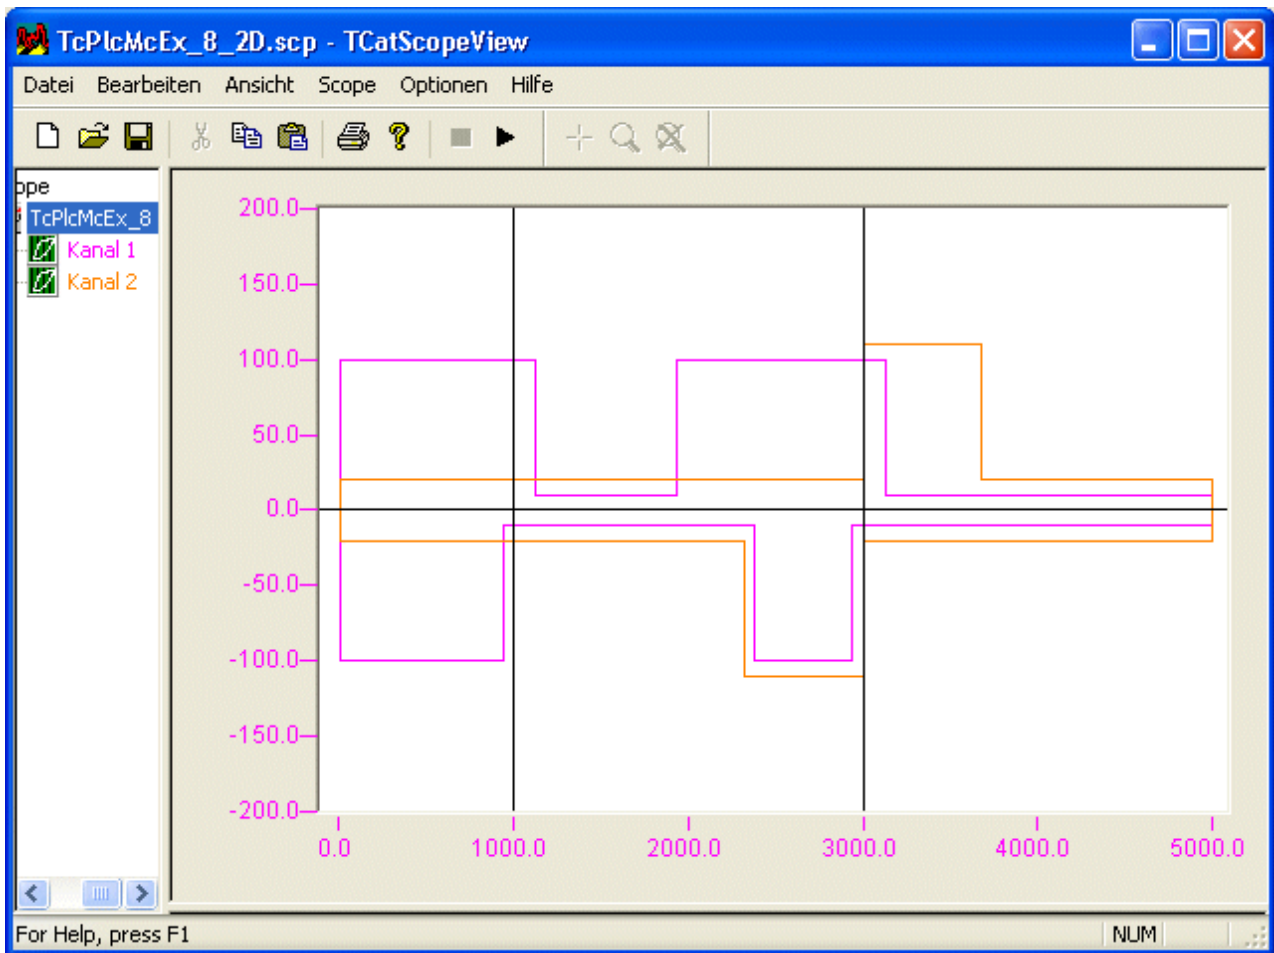 TcPlcMcEx_8_2D.scp - TCatScopeView
Datei Bearbeiten Ansicht Scope Optionen Hilfe
ope
TcPlcMcEx_8
Kanal 1
Kanal 2
200.0
150.0
100.0
50.0
0.0
-50.0
-100.0
-150.0
-200.0
0.0 1000.0 2000.0 3000.0 4000.0 5000.0
For Help, press F1 NUM